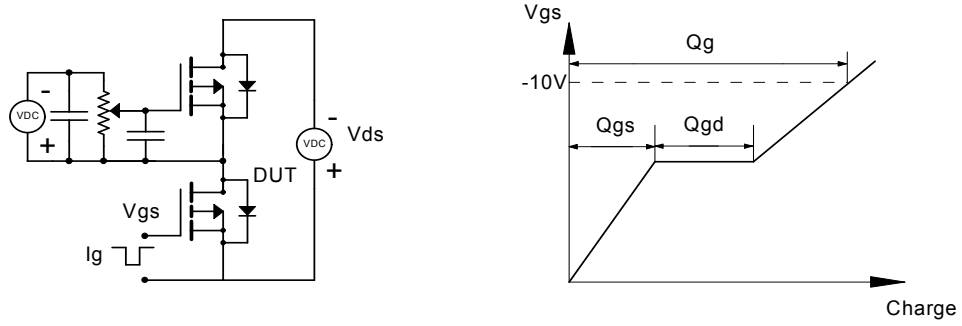 -
VDC
+
-
VDC
+
Vds
DUT
Vgs
Ig
Vgs
Qg
-10V
Qgs
Qgd
Charge